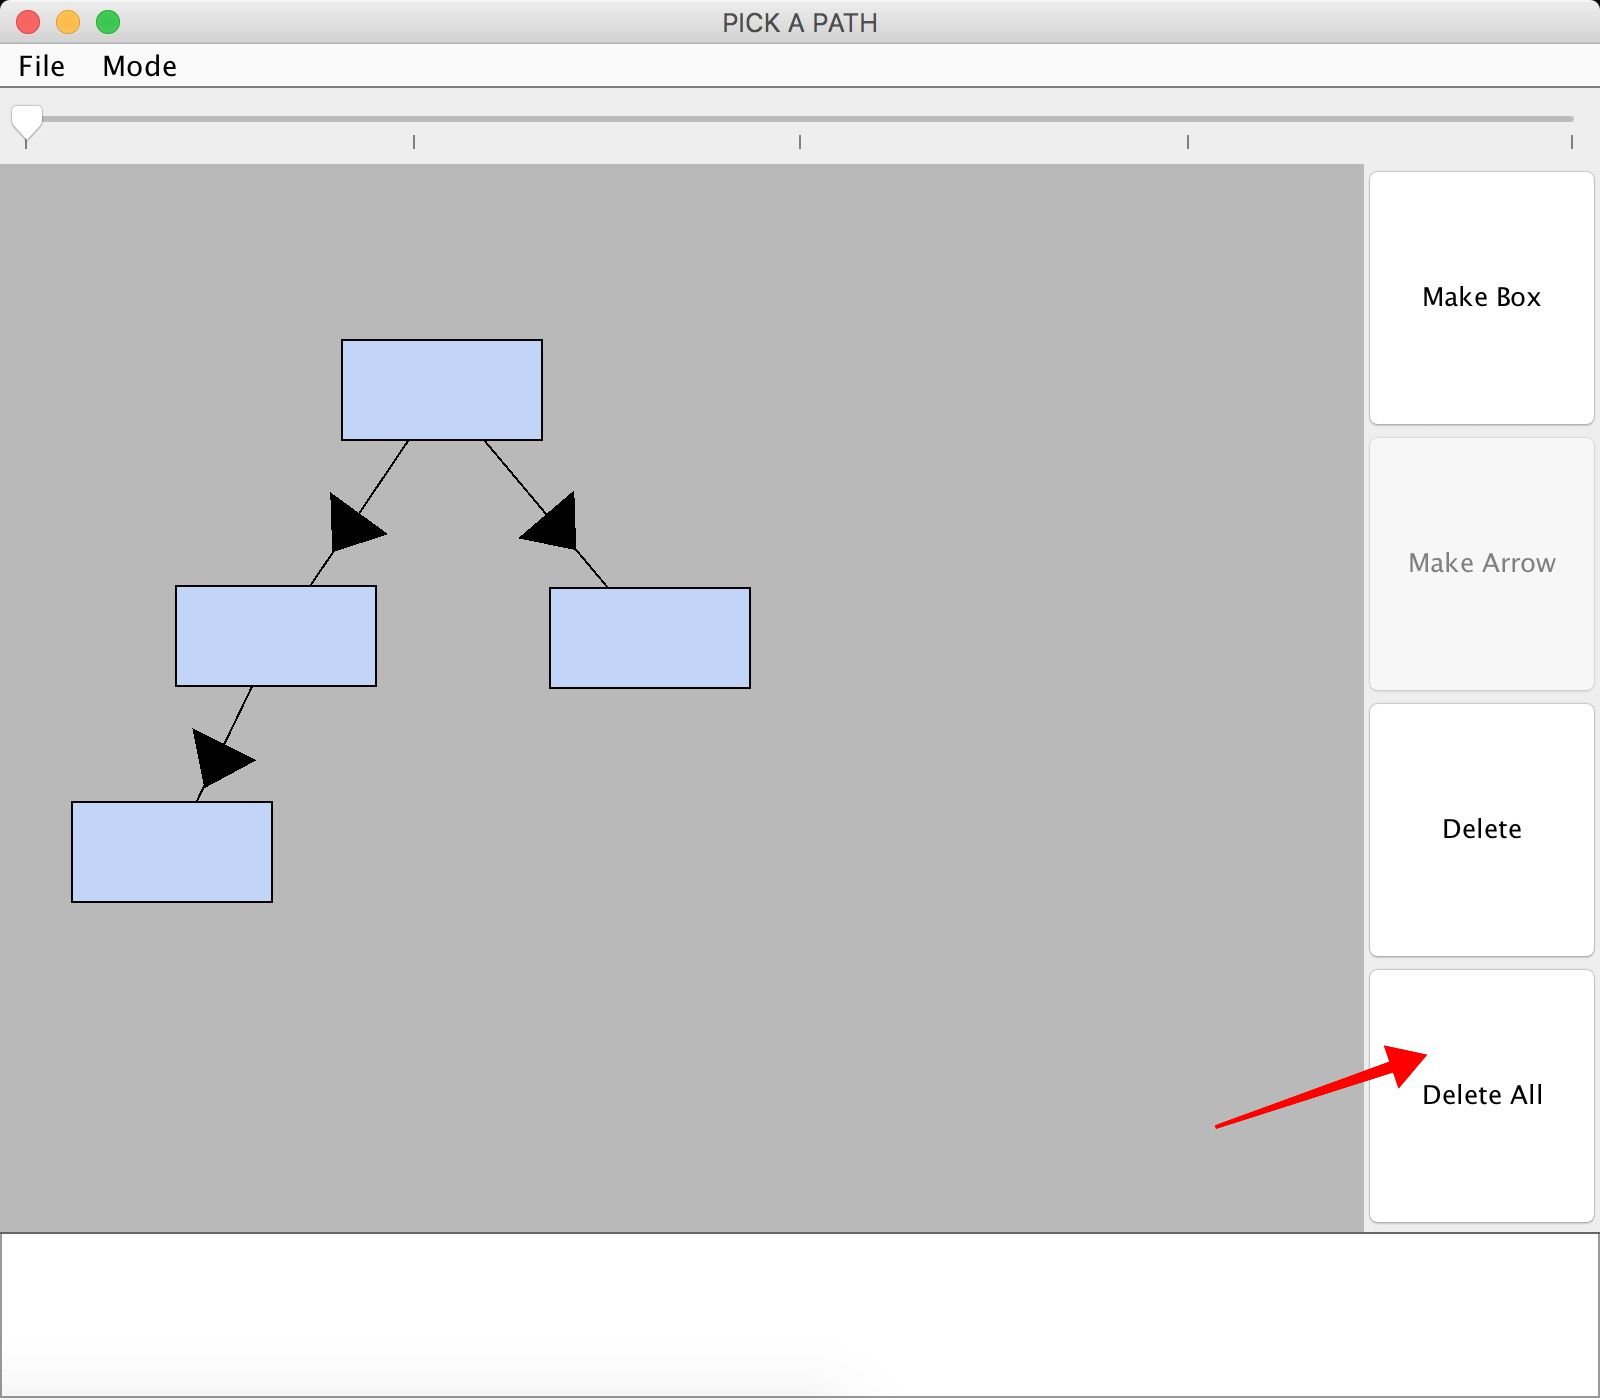 PICK A PATH
File Mode
Make Box
Make Arrow
Delete
Delete All